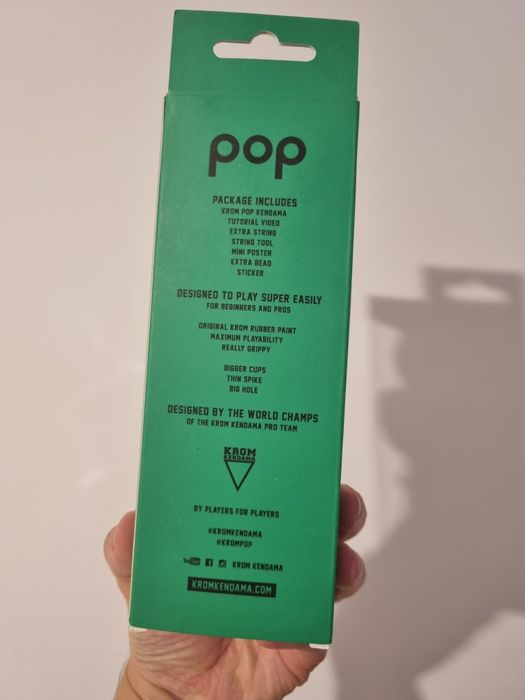 pop
PACKAGE INCLUDES
KROM POP KENDAMA
TUTORIAL VIDEO
EXTRA STRING
STRING TOOL
MINI POSTER
EXTRA BEAD
STICKER
DESIGNED TO PLAY SUPER EASILY
FOR BEGINNERS AND PROS
ORIGINAL KROM RUBBER PAINT
MAXIMUM PLAYABILITY
REALLY GRIPPY
BIGGER CUPS
THIN SPIKE
BIG HOLE
DESIGNED BY THE WORLD CHAMPS
OF THE KROM KENDAMA PRO TEAM
KROM
KENDAMA
BY PLAYERS FOR PLAYERS
#KROMKENDAMA
#KROMPOP
YouTube f KROM KENDAMA
KROMKENDAMA.COM